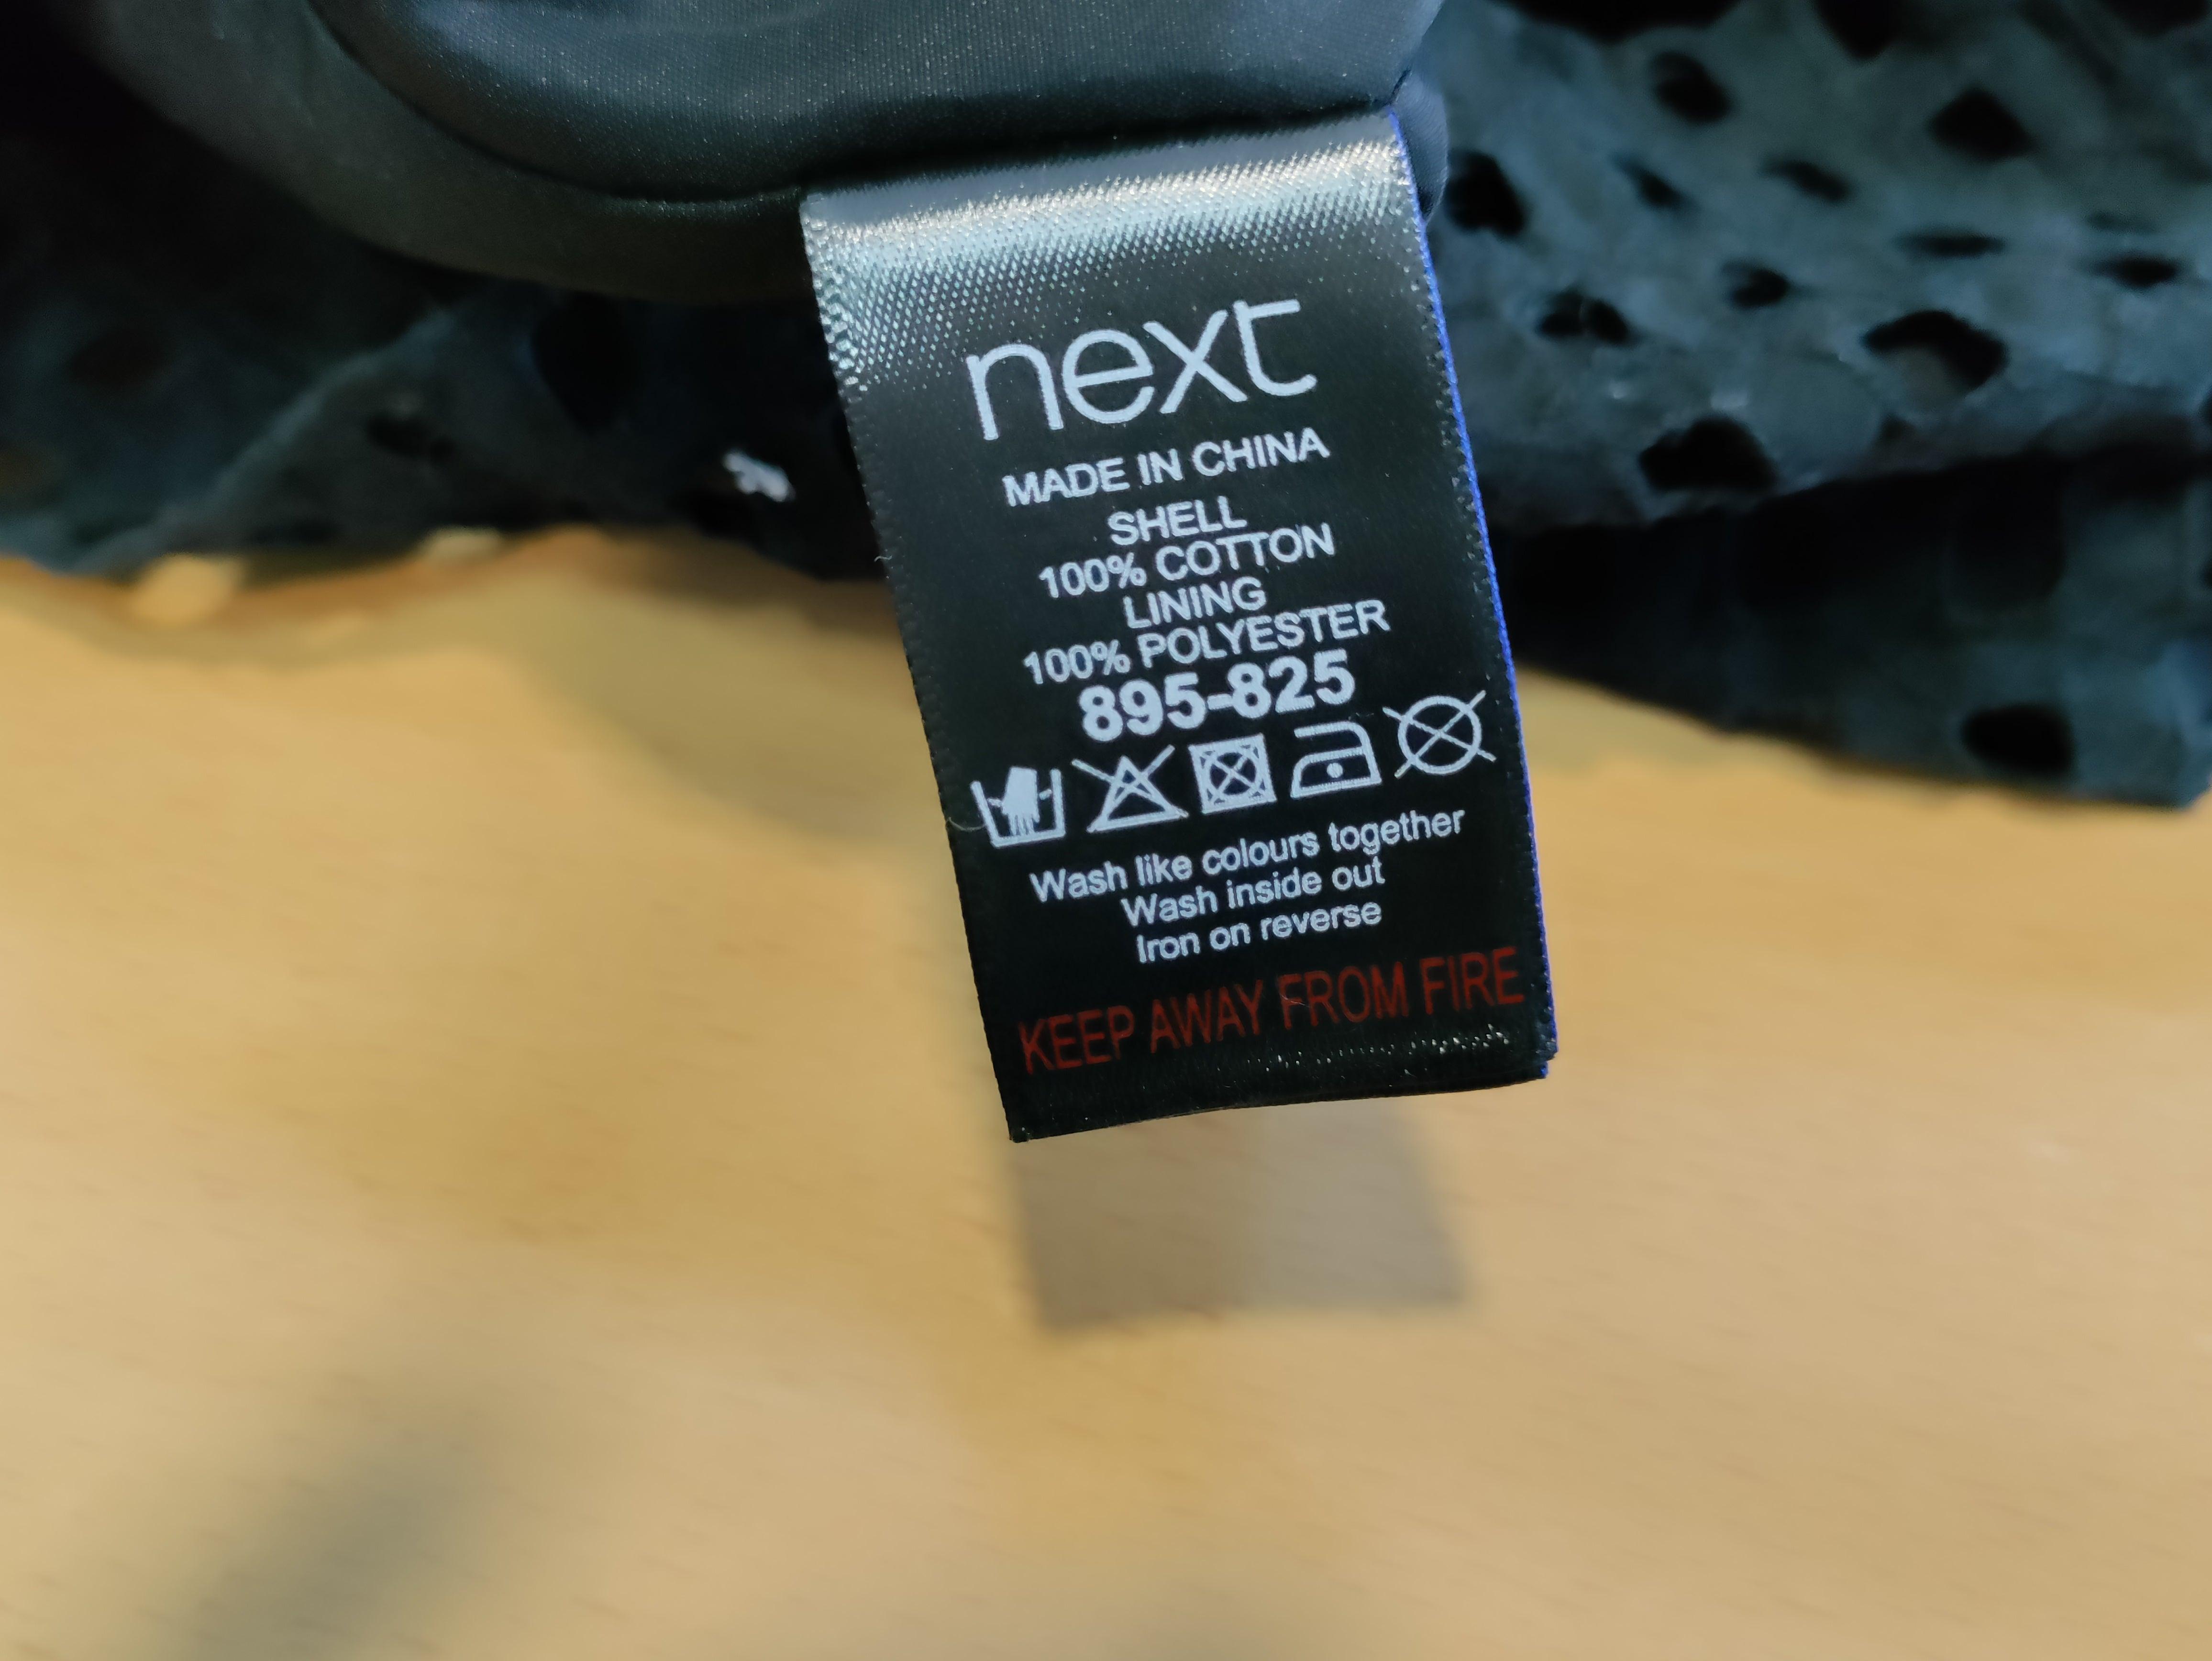 next
MADE IN CHINA
SHELL
100% COTTON
LINING
100% POLYESTER
895-825
Wash like colours together
Wash inside out
Iron on reverse
KEEP AWAY FROM FIRE